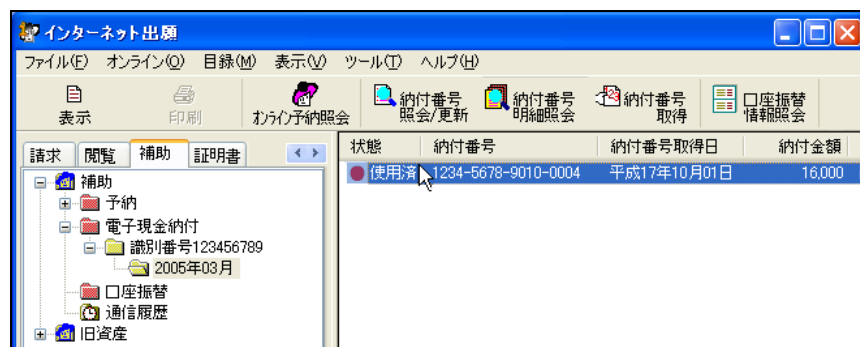 インターネット出願
ファイル(F) オンライン(O) 目録(M) 表示(V) ツール(T) ヘルプ(H)
表示
印刷
オンライン予納照会
納付番号
照会/更新
納付番号
明細照会
納付番号
取得
口座振替
情報照会
請求 閲覧 補助 証明書
補助
予納
電子現金納付
識別番号123456789
2005年03月
口座振替
通信履歴
旧資産
状態 納付番号 納付番号取得日 納付金額
使用済 1234-5678-9010-0004 平成17年10月01日 16,000